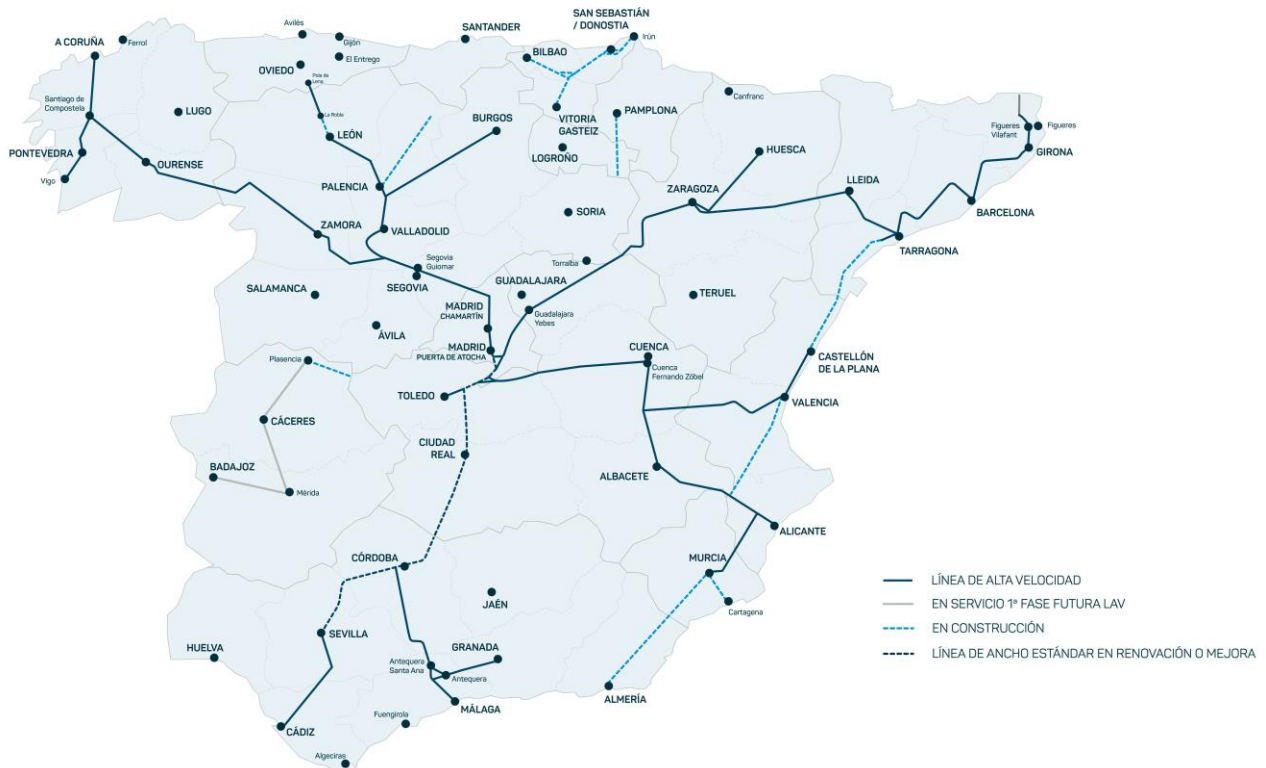 SAN SEBASTIÁN
/ DONOSTIA
Irún
Avilés
Gijón
SANTANDER
A CORUÑA
Ferrol
BILBAO
El Entrego
OVIEDO
Pola de
Lena
Canfranc
Santiago de
Compostela
LUGO
La Robla
LEÓN
BURGOS
VITORIA
GASTEIZ
PAMPLONA
Figueres
Vilafant
Figueres
PONTEVEDRA
OURENSE
LOGROÑO
HUESCA
GIRONA
Vigo
PALENCIA
ZARAGOZA
LLEIDA
BARCELONA
ZAMORA
VALLADOLID
SORIA
TARRAGONA
Segovia
Guiomar
Torralba
SEGOVIA
GUADALAJARA
SALAMANCA
TERUEL
MADRID
CHAMARTÍN
Guadalajara
Yebes
ÁVILA
MADRID
PUERTA DE ATOCHA
CUENCA
Plasencia
Cuenca
Fernando Zóbel
CASTELLÓN
DE LA PLANA
TOLEDO
VALENCIA
CÁCERES
CIUDAD
REAL
BADAJOZ
ALBACETE
Mérida
ALICANTE
CÓRDOBA
MURCIA
LÍNEA DE ALTA VELOCIDAD
JAÉN
Cartagena
EN SERVICIO 1ª FASE FUTURA LAV
EN CONSTRUCCIÓN
SEVILLA
HUELVA
GRANADA
LÍNEA DE ANCHO ESTÁNDAR EN RENOVACIÓN O MEJORA
Antequera
Santa Ana
Antequera
ALMERÍA
MÁLAGA
Fuengirola
CÁDIZ
Algeciras